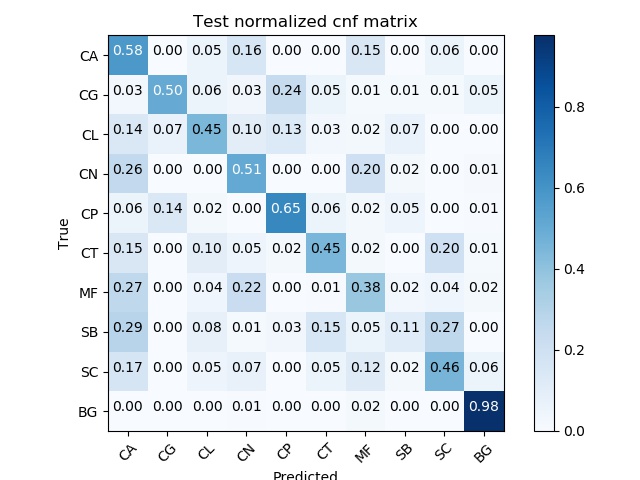 Test normalized cnf matrix
CA 0.58 0.00 0.05 0.16 0.00 0.00 0.15 0.00 0.06 0.00
CG 0.03 0.50 0.06 0.03 0.24 0.05 0.01 0.01 0.01 0.05
CL 0.14 0.07 0.45 0.10 0.13 0.03 0.02 0.07 0.00 0.00
CN 0.26 0.00 0.00 0.51 0.00 0.00 0.20 0.02 0.00 0.01
CP 0.06 0.14 0.02 0.00 0.65 0.06 0.02 0.05 0.00 0.01
CT 0.15 0.00 0.10 0.05 0.02 0.45 0.02 0.00 0.20 0.01
MF 0.27 0.00 0.04 0.22 0.00 0.01 0.38 0.02 0.04 0.02
SB 0.29 0.00 0.08 0.01 0.03 0.15 0.05 0.11 0.27 0.00
SC 0.17 0.00 0.05 0.07 0.00 0.05 0.12 0.02 0.46 0.06
BG 0.00 0.00 0.00 0.01 0.00 0.00 0.02 0.00 0.00 0.98
CA CG CL CN CP CT MF SB SC BG
True
Predicted
0.8
0.6
0.4
0.2
0.0